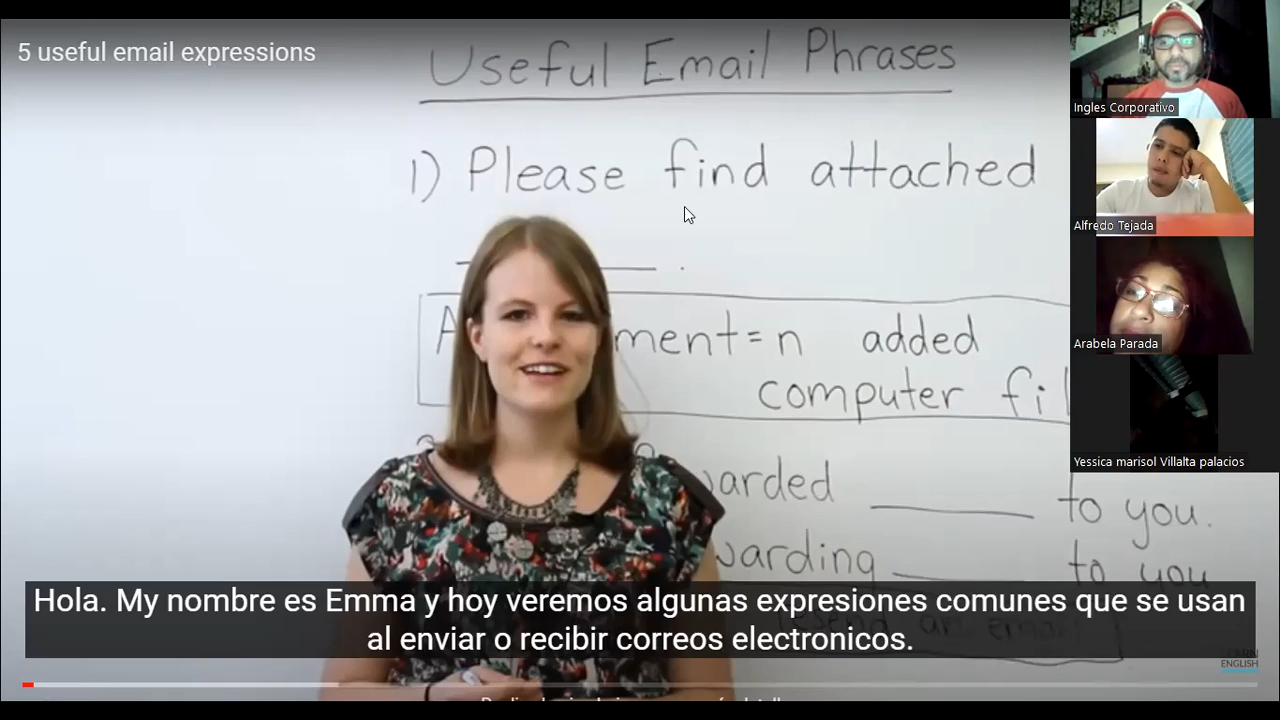 5 useful email expressions
Useful Email Phrases
1) Please find attached
A ment = n added
computer fil
warded to you.
warding to you
Hola. My nombre es Emma y hoy veremos algunas expresiones comunes que se usan
al enviar o recibir correos electronicos.
ENGLISH
Ingles Corporativo
Alfredo Tejada
Arabela Parada
Yessica marisol Villalta palacios